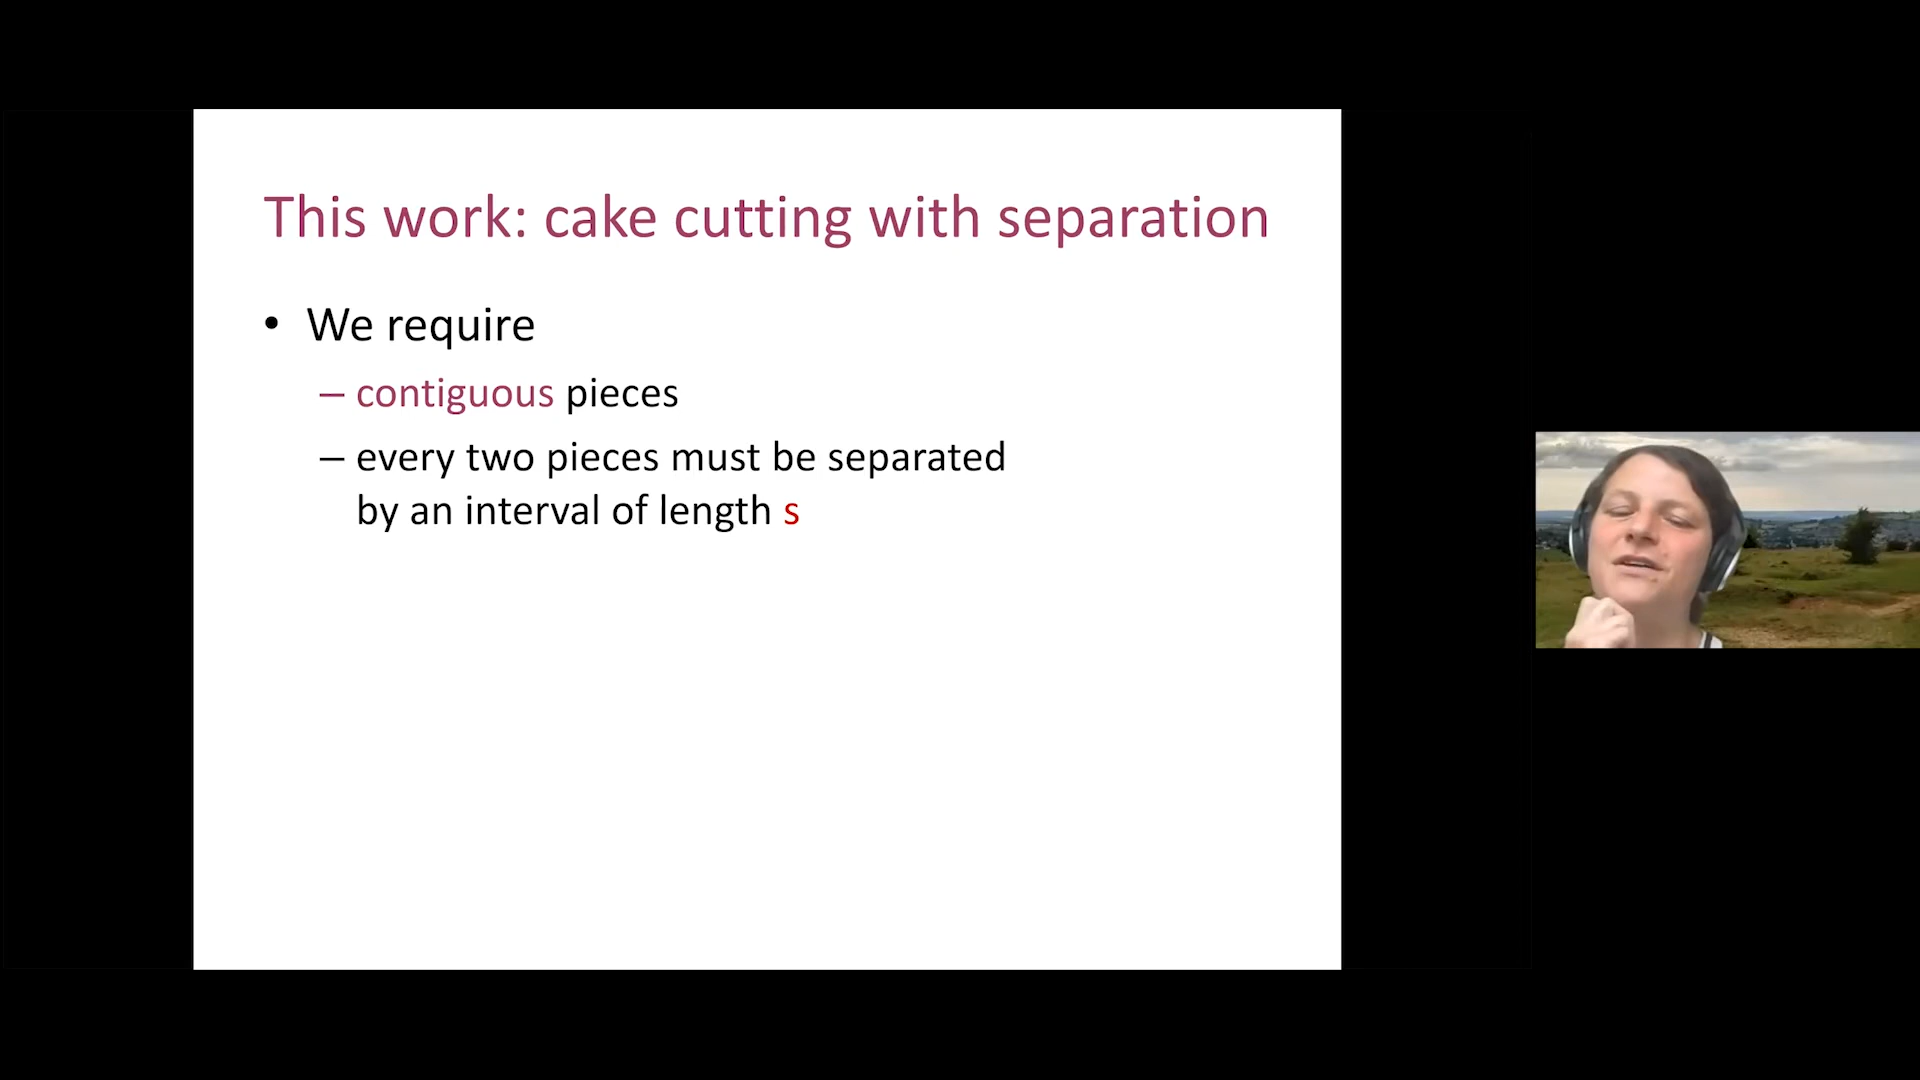 This work: cake cutting with separation
• We require
– contiguous pieces
– every two pieces must be separated
by an interval of length s